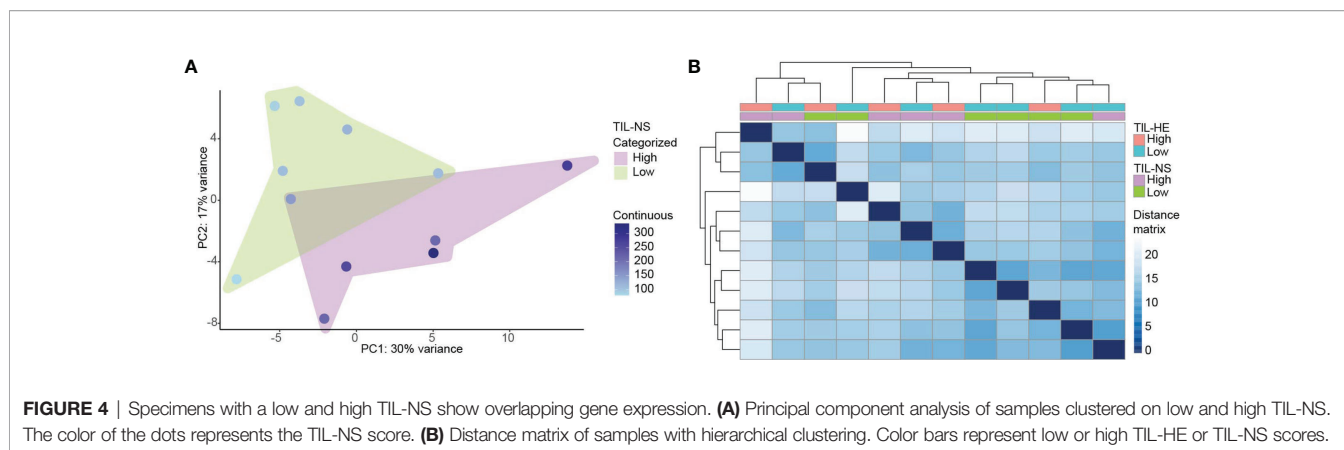 A
PC2: 17% variance
4
0
-4
-8
-5
0
5
10
PC1: 30% variance
TIL-NS
Categorized
High
Low
Continuous
300
250
200
150
100
B
TIL-HE
High
Low
TIL-NS
High
Low
Distance
matrix
20
15
10
5
0
FIGURE 4 | Specimens with a low and high TIL-NS show overlapping gene expression. (A) Principal component analysis of samples clustered on low and high TIL-NS.
The color of the dots represents the TIL-NS score. (B) Distance matrix of samples with hierarchical clustering. Color bars represent low or high TIL-HE or TIL-NS scores.